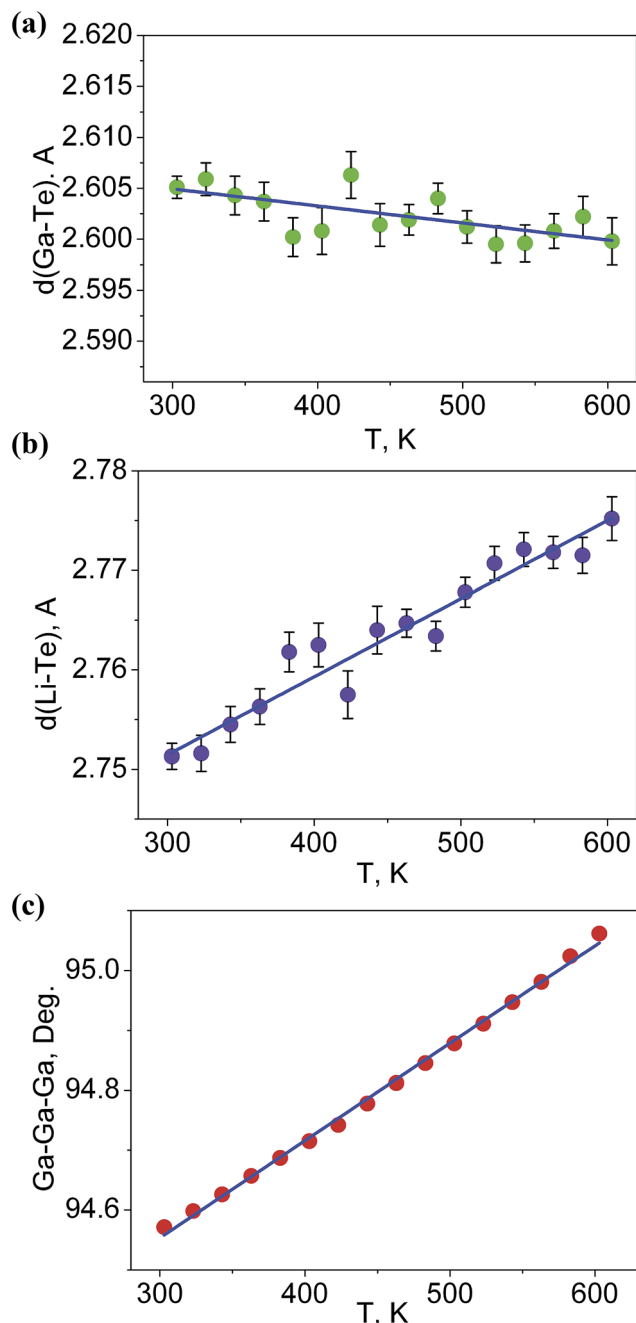 (a)
2.620
2.615
2.610
2.605
2.600
2.595
2.590
d(Ga-Te). A
300 400 500 600
T, K
(b)
2.78
2.77
2.76
2.75
d(Li-Te), A
300 400 500 600
T, K
(c)
95.0
94.8
94.6
Ga-Ga-Ga-Ga, Deg.
300 400 500 600
T, K